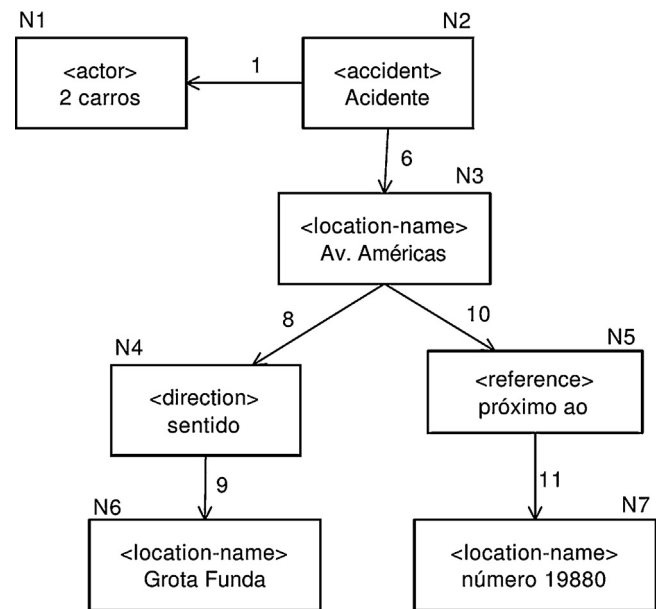 N1
N2
<actor>
2 carros
1
<accident>
Acidente
6
N3
<location-name>
Av. Américas
8
10
N4
N5
<direction>
sentido
<reference>
próximo ao
9
11
N6
N7
<location-name>
Grota Funda
<location-name>
número 19880